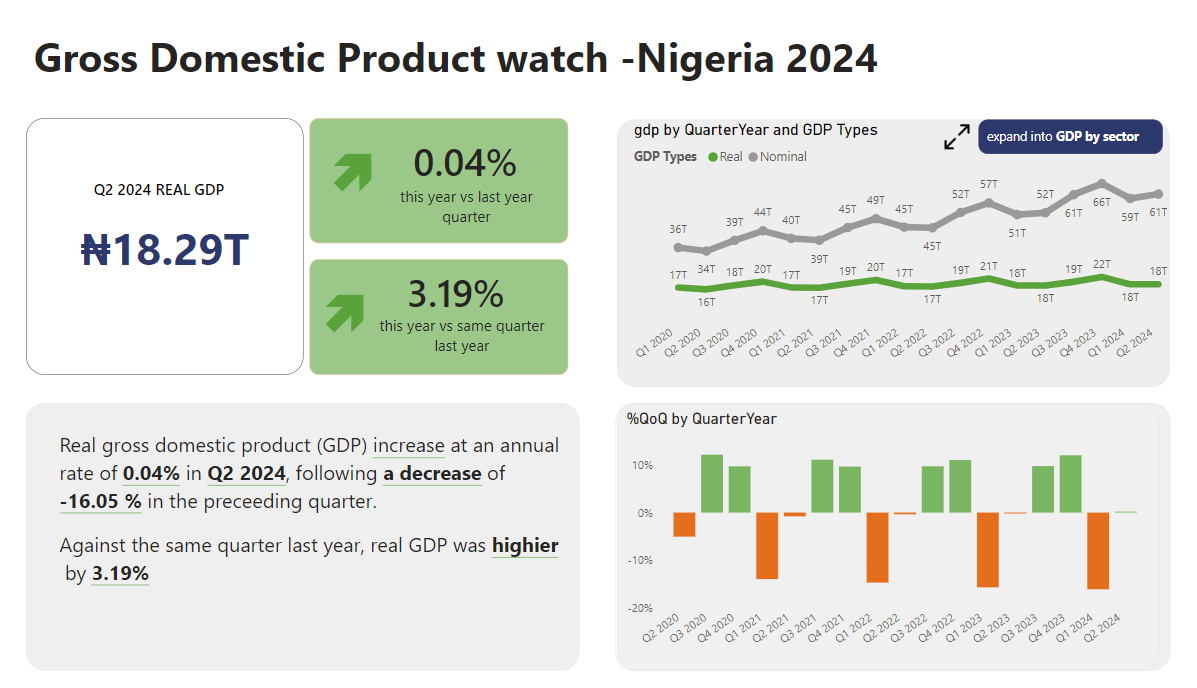 Gross Domestic Product watch -Nigeria 2024
Q2 2024 REAL GDP
₦18.29T
0.04%
this year vs last year
quarter
3.19%
this year vs same quarter
last year
gdp by QuarterYear and GDP Types
expand into GDP by sector
GDP Types
Real
Nominal
36T
34T
39T
44T
40T
39T
45T
49T
45T
45T
52T
57T
51T
52T
61T
66T
59T
61T
17T
16T
18T
20T
17T
17T
19T
20T
17T
17T
19T
21T
18T
18T
19T
22T
18T
18T
Q1 2020
Q2 2020
Q3 2020
Q4 2020
Q1 2021
Q2 2021
Q3 2021
Q4 2021
Q1 2022
Q2 2022
Q3 2022
Q4 2022
Q1 2023
Q2 2023
Q3 2023
Q4 2023
Q1 2024
Q2 2024
Real gross domestic product (GDP) increase at an annual
rate of 0.04% in Q2 2024, following a decrease of
-16.05 % in the preceeding quarter.
Against the same quarter last year, real GDP was highier
by 3.19%
%QoQ by QuarterYear
10%
0%
-10%
-20%
Q2 2020
Q3 2020
Q4 2020
Q1 2021
Q2 2021
Q3 2021
Q4 2021
Q1 2022
Q2 2022
Q3 2022
Q4 2022
Q1 2023
Q2 2023
Q3 2023
Q4 2023
Q1 2024
Q2 2024